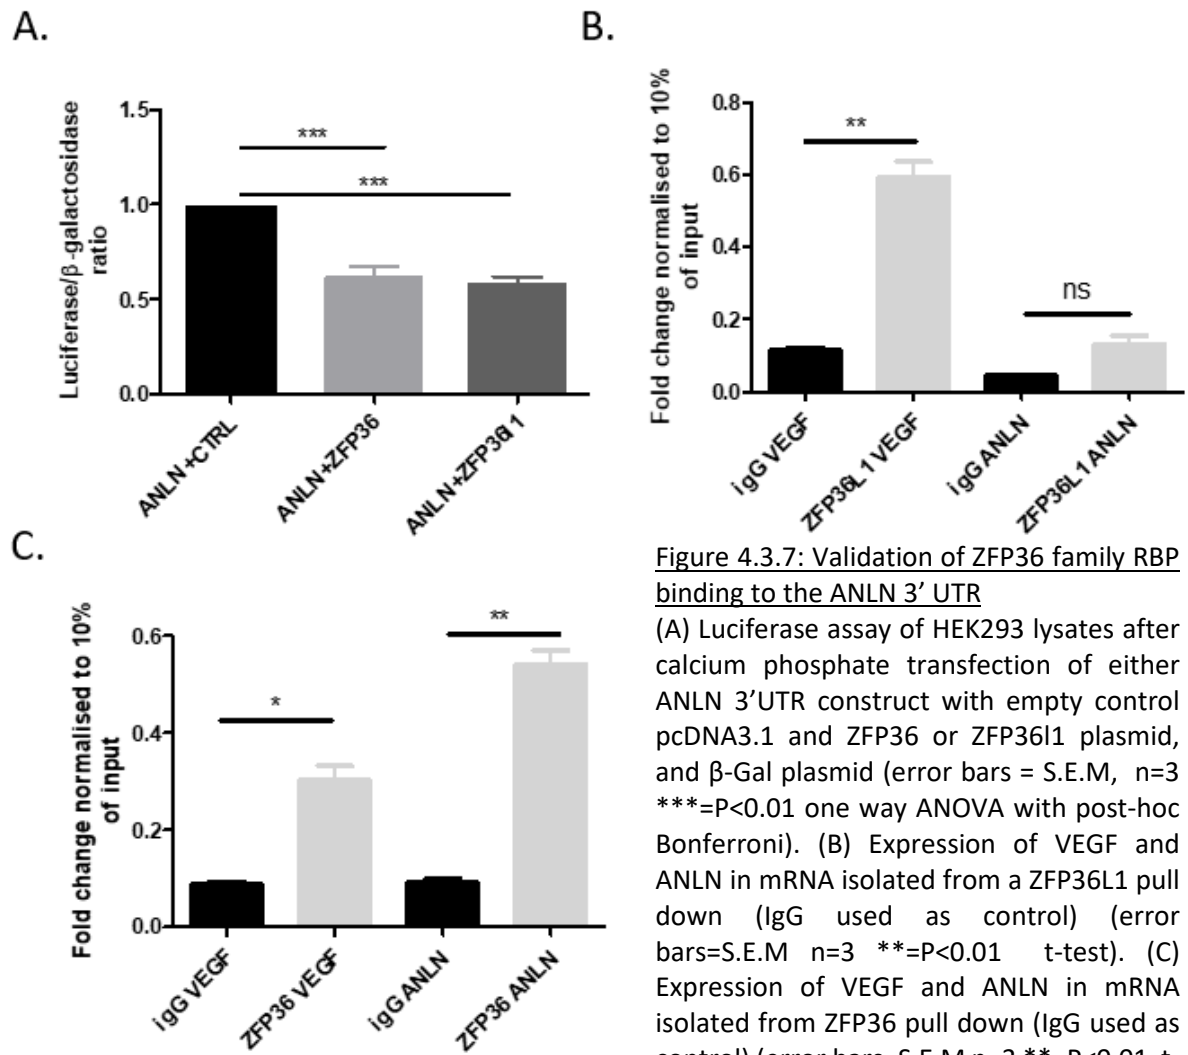 A.
B.
1.5
1.0
0.5
0.0
Luciferase/β-galactosidase
ratio
***
***
ANLN+CTRL
ANLN+ZFP36
ANLN+ZFP36l1
0.8
0.6
0.4
0.2
0.0
Fold change normalised to 10%
of input
**
ns
igG VEGF
ZFP36L1 VEGF
igG ANLN
ZFP36L1 ANLN
C.
0.6
0.4
0.2
0.0
Fold change normalised to 10%
of input
*
**
igG VEGF
ZFP36 VEGF
igG ANLN
ZFP36 ANLN
Figure 4.3.7: Validation of ZFP36 family RBP
binding to the ANLN 3’ UTR
(A) Luciferase assay of HEK293 lysates after
calcium phosphate transfection of either
ANLN 3’UTR construct with empty control
pcDNA3.1 and ZFP36 or ZFP36l1 plasmid,
and β-Gal plasmid (error bars = S.E.M, n=3
***=P<0.01 one way ANOVA with post-hoc
Bonferroni). (B) Expression of VEGF and
ANLN in mRNA isolated from a ZFP36L1 pull
down (IgG used as control) (error
bars=S.E.M n=3 **=P<0.01 t-test). (C)
Expression of VEGF and ANLN in mRNA
isolated from ZFP36 pull down (IgG used as
control) (error bars=S.E.M n=3 **=P<0.01 t-